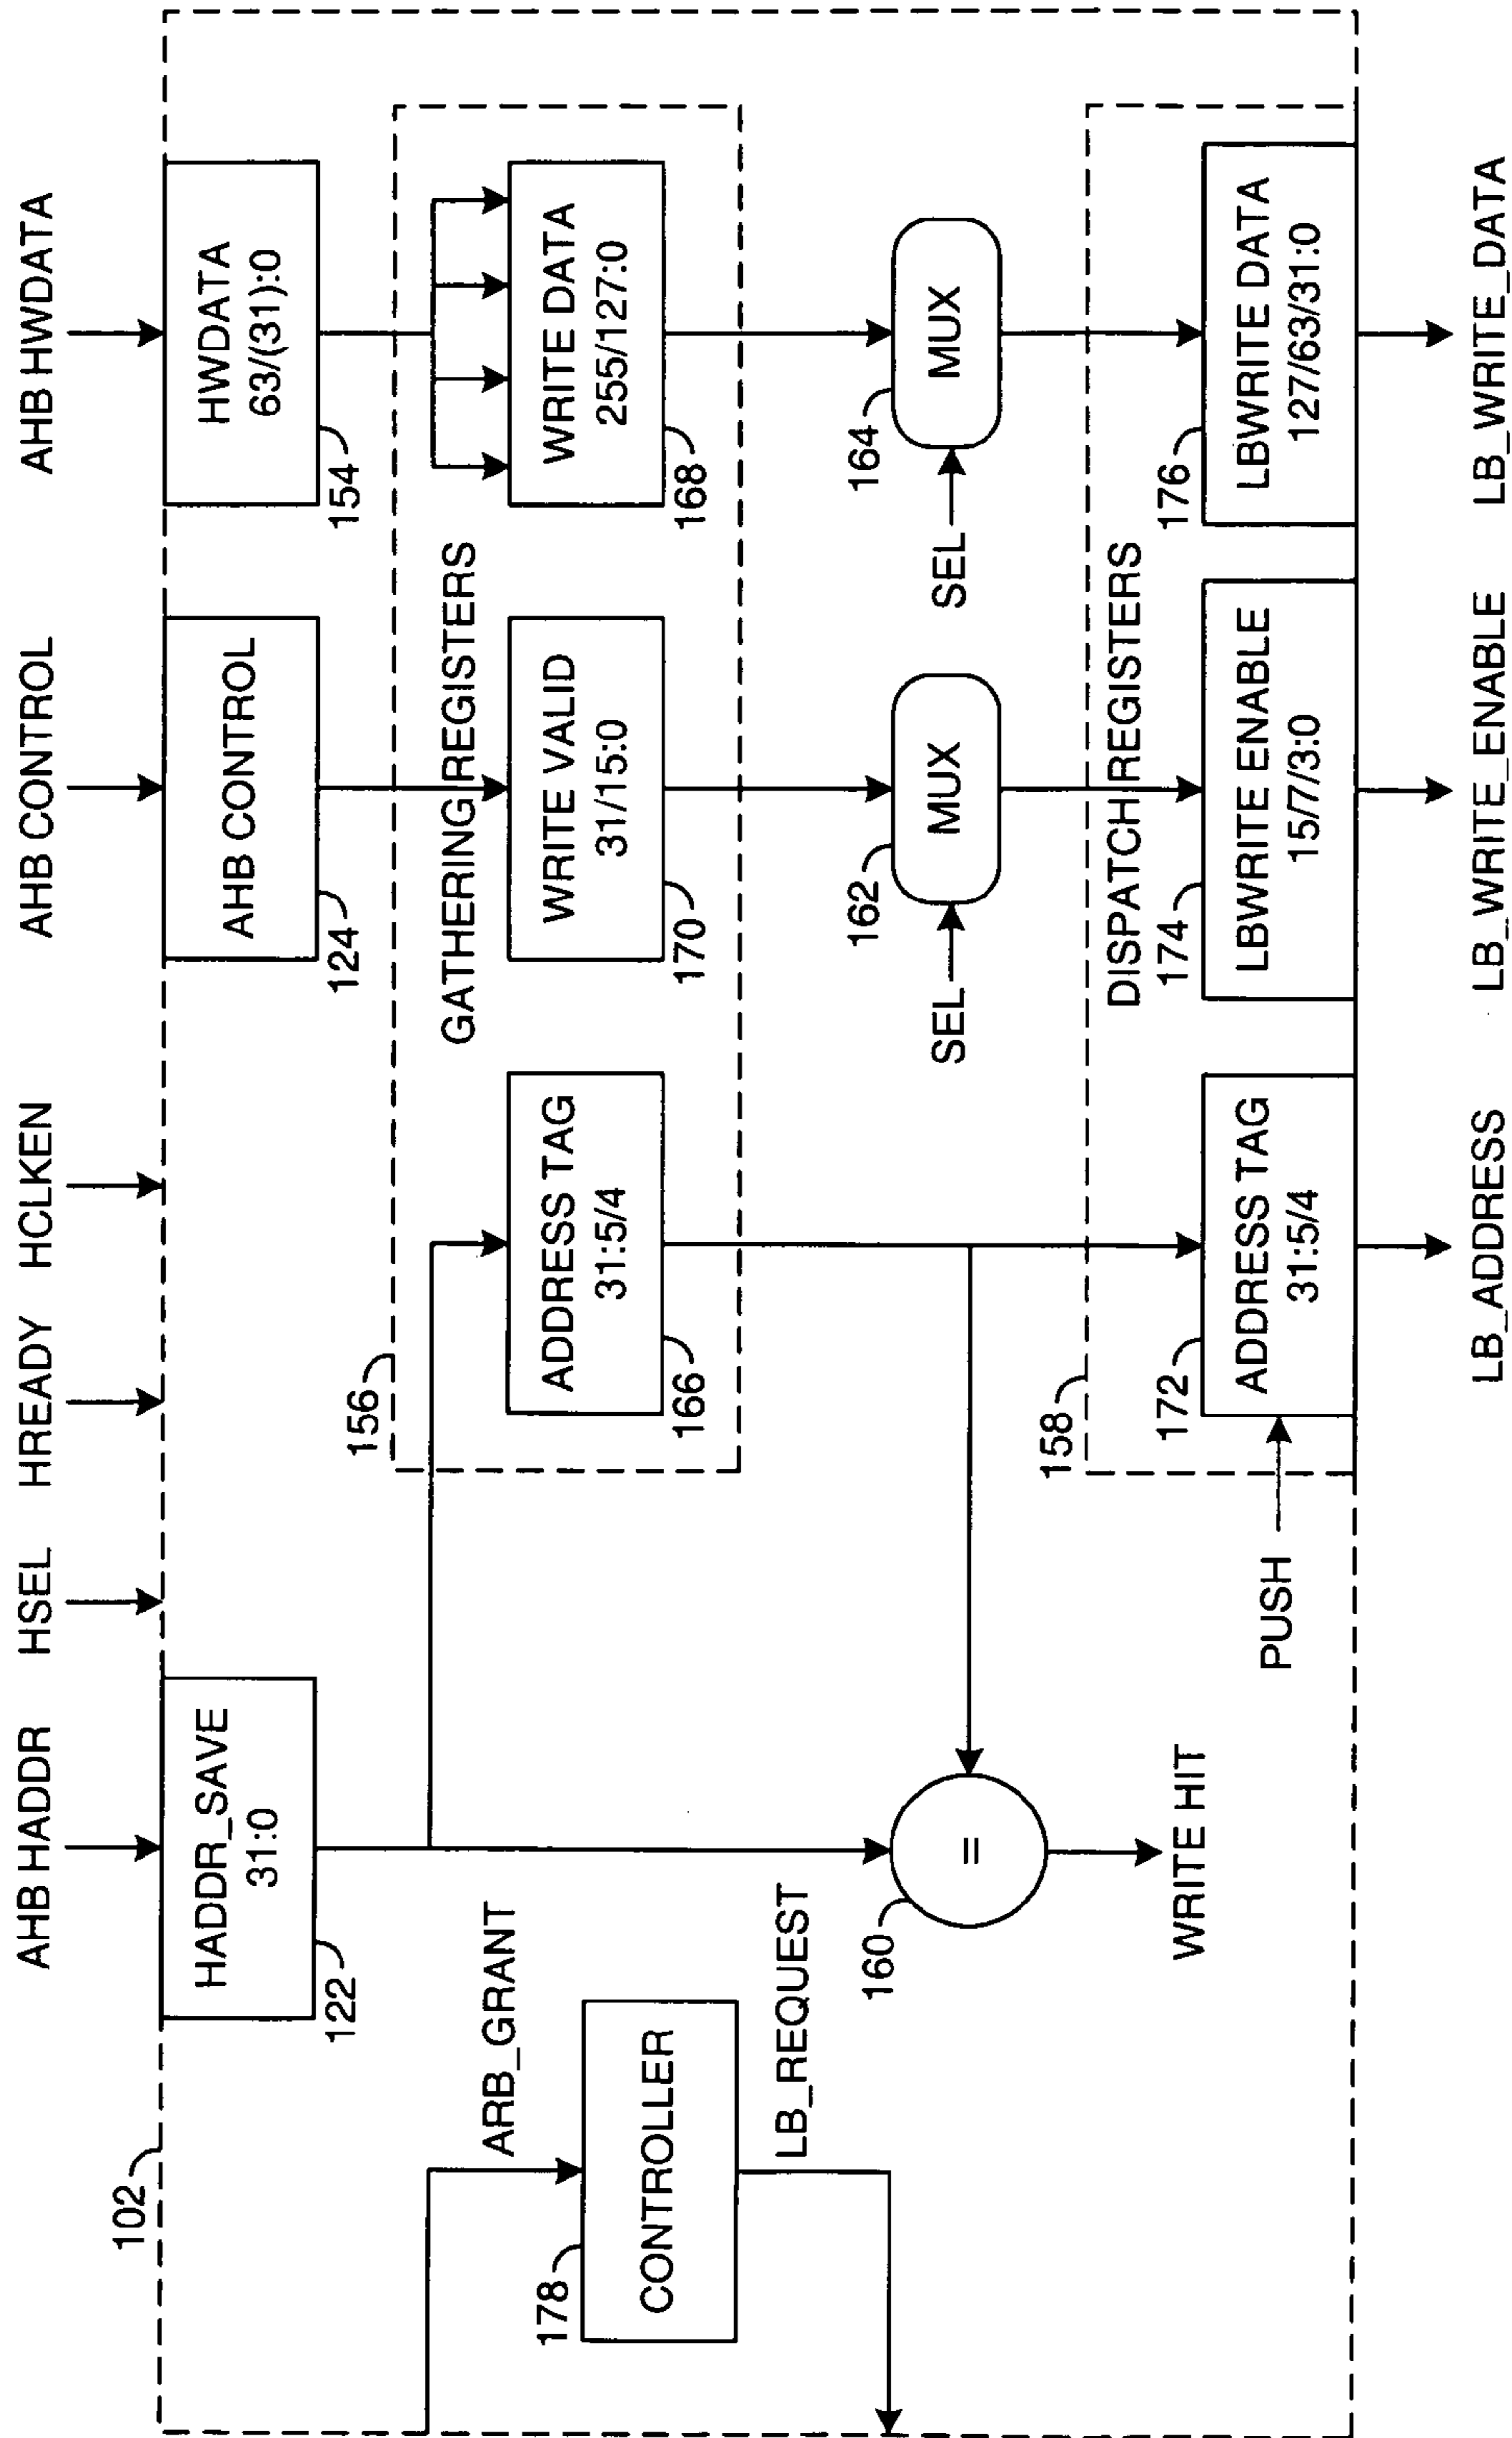 AHB HADDR
HSEL
HREADY
HCLKEN
AHB CONTROL
AHB HWDATA
102
HADDR_SAVE
31:0
122
AHB CONTROL
124
HWDATA
63/(31):0
154
ARB_GRANT
156
GATHERING REGISTERS
178
CONTROLLER
LB_REQUEST
ADDRESS TAG
31:5/4
166
WRITE VALID
31/15:0
170
WRITE DATA
255/127:0
168
160
=
WRITE HIT
162
MUX
SEL
164
MUX
SEL
158
DISPATCH REGISTERS
PUSH
172
ADDRESS TAG
31:5/4
174
LBWRITE ENABLE
15/7/3:0
176
LBWRITE DATA
127/63/31:0
LB_ADDRESS
LB_WRITE_ENABLE
LB_WRITE_DATA